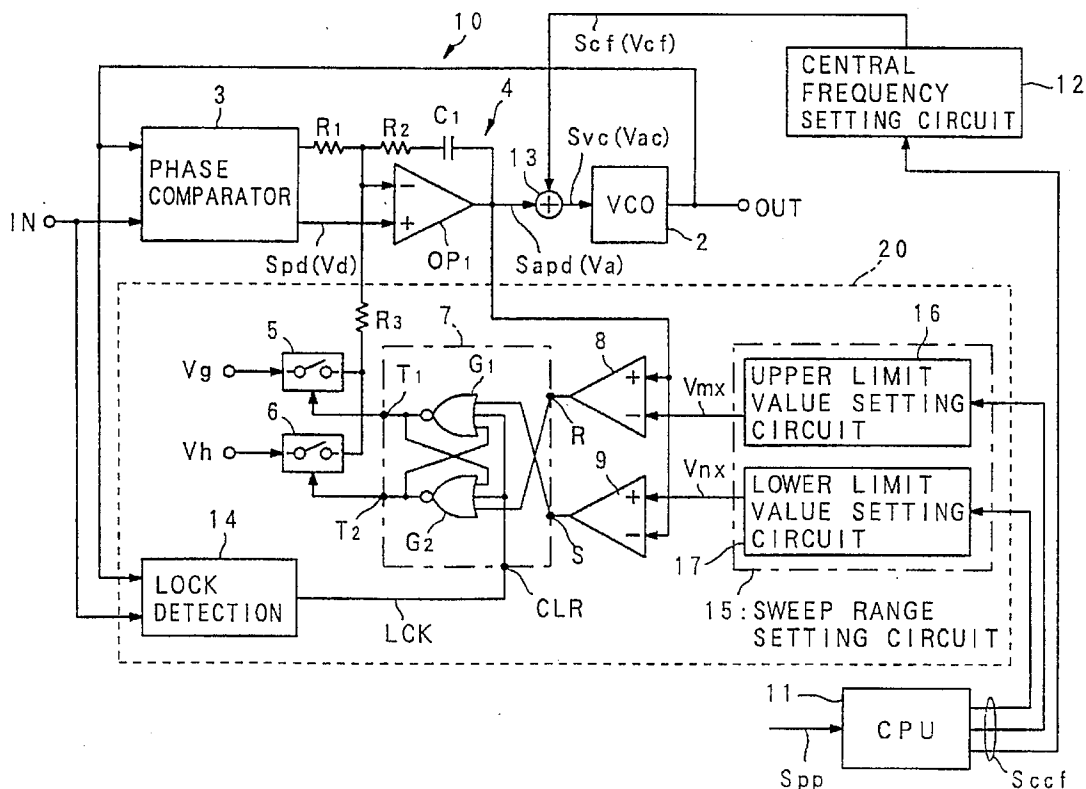 10
Scf(Vcf)
CENTRAL
FREQUENCY
SETTING CIRCUIT
12
3
R1
R2
C1
4
13
Svc(Vac)
PHASE
COMPARATOR
IN
−
+
OP1
+
VCO
2
OUT
Spd(Vd)
Sapd(Va)
20
R3
5
7
8
16
Vg
T1
G1
+
−
Vmx
UPPER LIMIT
VALUE SETTING
CIRCUIT
6
R
Vh
9
Vnx
+
−
LOWER LIMIT
VALUE SETTING
CIRCUIT
T2
G2
S
17
14
LOCK
DETECTION
LCK
CLR
15:SWEEP RANGE
SETTING CIRCUIT
11
CPU
Spp
Sccf